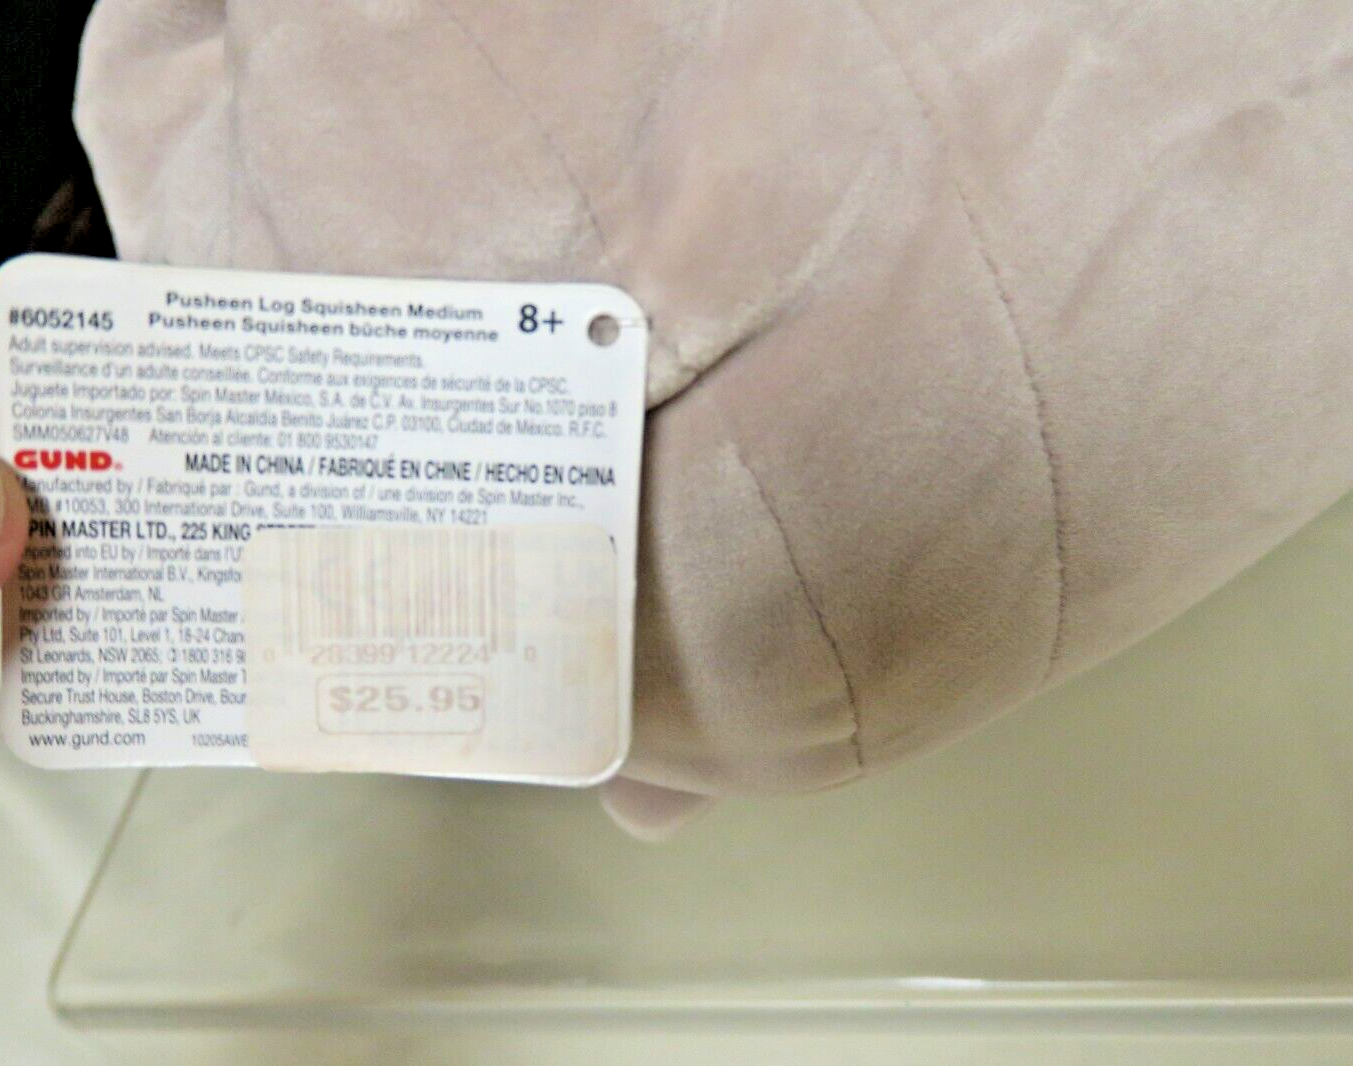 Pusheen Log Squisheen Medium
#6052145 Pusheen Squisheen bûche moyenne 8+
Adult supervision advised. Meets CPSC Safety Requirements.
Surveillance d'un adulte conseillée. Conforme aux exigences de sécurité de la CPSC.
Juguete Importado por: Spin Master México, S.A. de C.V. Av. Insurgentes Sur No.1070 piso 8
Colonia Insurgentes San Borja Alcaldía Benito Juárez C.P. 03100, Ciudad de México. R.F.C.
SMM050627V48 Atención al cliente: 01 800 9530147
GUND® MADE IN CHINA / FABRIQUÉ EN CHINE / HECHO EN CHINA
Manufactured by / Fabriqué par : Gund, a division of / une division de Spin Master Inc.,
#10053, 300 International Drive, Suite 100, Williamsville, NY 14221
SPIN MASTER LTD., 225 KING
Imported into EU by / Importé dans l'U
Spin Master International B.V., Kingsfo
1043 GR Amsterdam, NL
Imported by / Importé par Spin Master
Pty Ltd, Suite 101, Level 1, 18-24 Chan
St Leonards, NSW 2065; 1800 316
Imported by / Importé par Spin Master T
Secure Trust House, Boston Drive, Bour
Buckinghamshire, SL8 5YS, UK
www.gund.com 10205AWE
0 28399 12224 0
$25.95